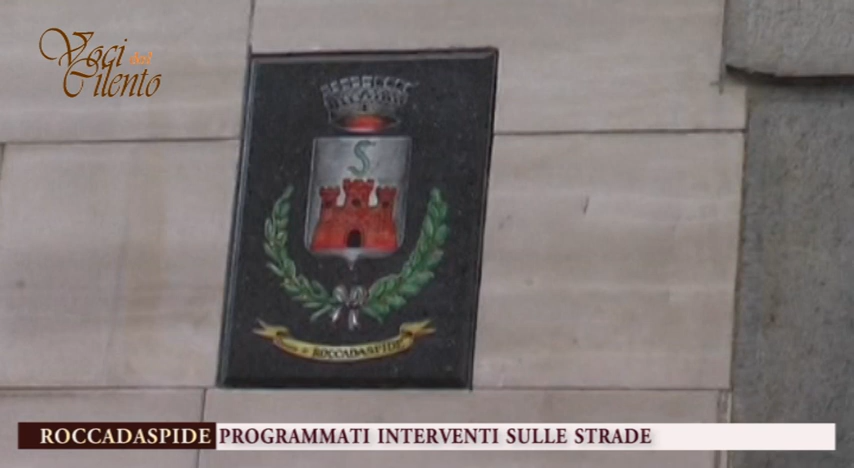 Voci del
Cilento
ROCCADASPIDE
ROCCADASPIDE PROGRAMMATI INTERVENTI SULLE STRADE